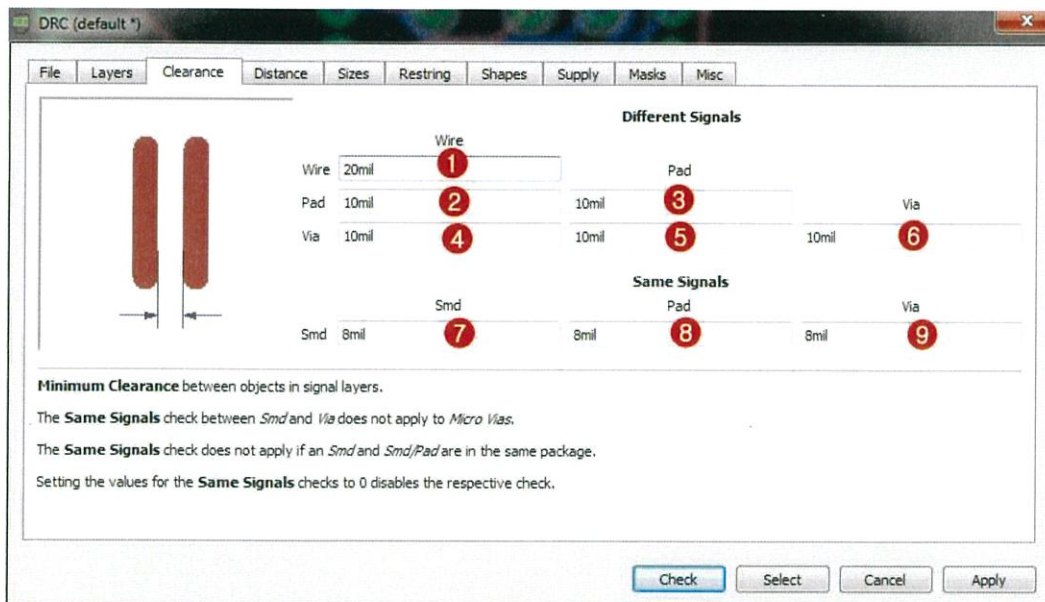 DRC (default *)
File Layers Clearance Distance Sizes Restring Shapes Supply Masks Misc
Different Signals
Wire
Wire 20mil 1 Pad
Pad 10mil 2 10mil 3 Via
Via 10mil 4 10mil 5 10mil 6
Same Signals
Smd Pad Via
Smd 8mil 7 8mil 8 8mil 9
Minimum Clearance between objects in signal layers.
The Same Signals check between Smd and Via does not apply to Micro Vias.
The Same Signals check does not apply if an Smd and Smd/Pad are in the same package.
Setting the values for the Same Signals checks to 0 disables the respective check.
Check Select Cancel Apply